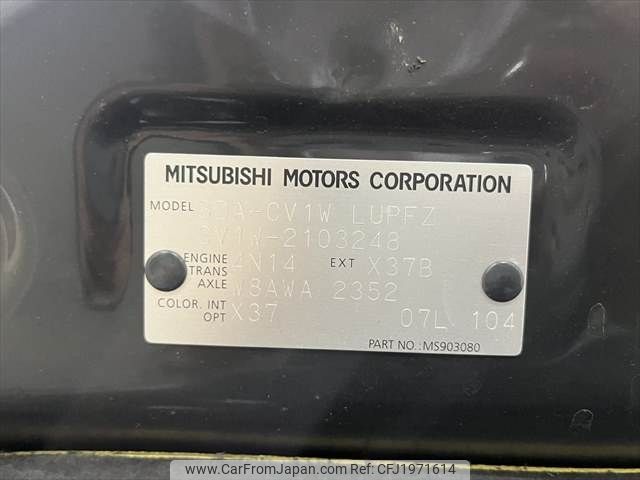 MITSUBISHI MOTORS CORPORATION
MODEL 3DA-CV1W LUPFZ
CV1W-2103248
ENGINE 4N14 EXT X37B
TRANS AXLE W8AWA 2352
COLOR. INT OPT X37 07L 104
PART NO.:MS903080
www.CarFromJapan.com Ref: CFJ1971614